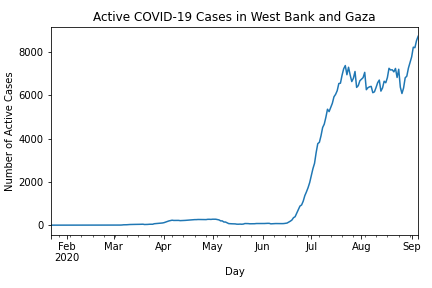 Active COVID-19 Cases in West Bank and Gaza
Number of Active Cases
8000
6000
4000
2000
0
Feb
2020
Mar
Apr
May
Jun
Jul
Aug
Sep
Day